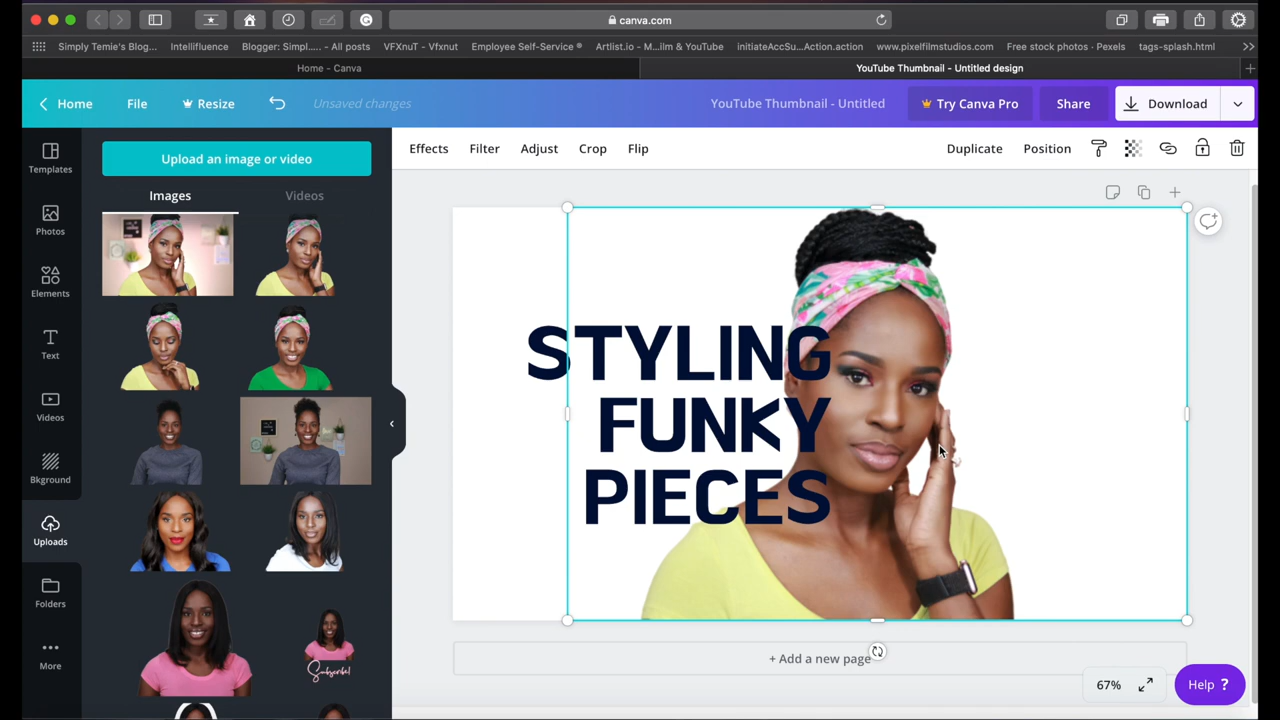 canva.com
Simply Temie's Blog...
Intellifluence
Blogger: Simpl..... - All posts
VFXnuT - Vfxnut
Employee Self-Service ®
Artlist.io - M...ilm & YouTube
initiateAccSu...Action.action
www.pixelfilmstudios.com
Free stock photos · Pexels
tags-splash.html
Home - Canva
YouTube Thumbnail - Untitled design
Home
File
Resize
Unsaved changes
YouTube Thumbnail - Untitled
Try Canva Pro
Share
Download
Effects
Filter
Adjust
Crop
Flip
Duplicate
Position
Templates
Photos
Elements
Text
Videos
Bkground
Uploads
Folders
More
Upload an image or video
Images
Videos
Subscribe!
STYLING
FUNKY
PIECES
+ Add a new page
67%
Help ?